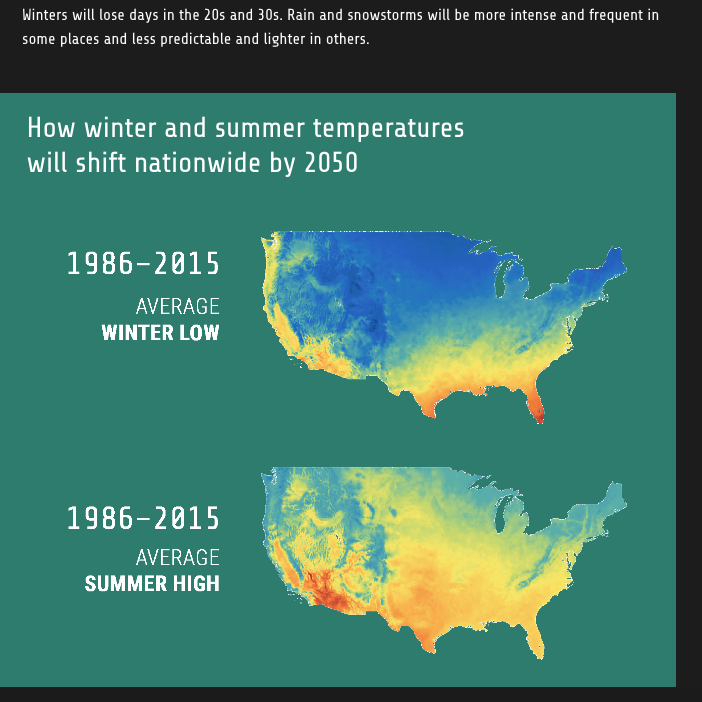 Winters will lose days in the 20s and 30s. Rain and snowstorms will be more intense and frequent in
some places and less predictable and lighter in others.
How winter and summer temperatures
will shift nationwide by 2050
1986–2015
AVERAGE
WINTER LOW
1986–2015
AVERAGE
SUMMER HIGH